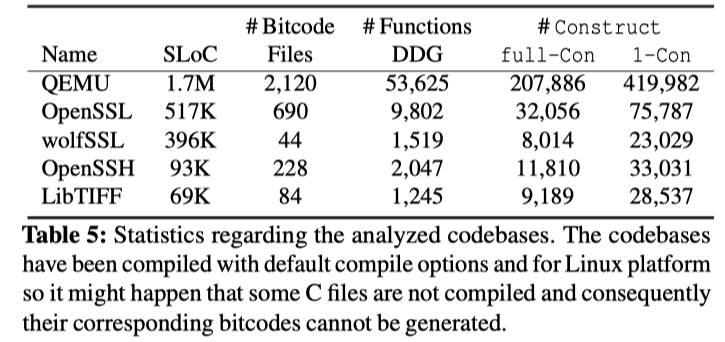 # Bitcode # Functions # Construct
Name SLoC Files DDG full-Con 1-Con
QEMU 1.7M 2,120 53,625 207,886 419,982
OpenSSL 517K 690 9,802 32,056 75,787
wolfSSL 396K 44 1,519 8,014 23,029
OpenSSH 93K 228 2,047 11,810 33,031
LibTIFF 69K 84 1,245 9,189 28,537
Table 5: Statistics regarding the analyzed codebases. The codebases
have been compiled with default compile options and for Linux platform
so it might happen that some C files are not compiled and consequently
their corresponding bitcodes cannot be generated.